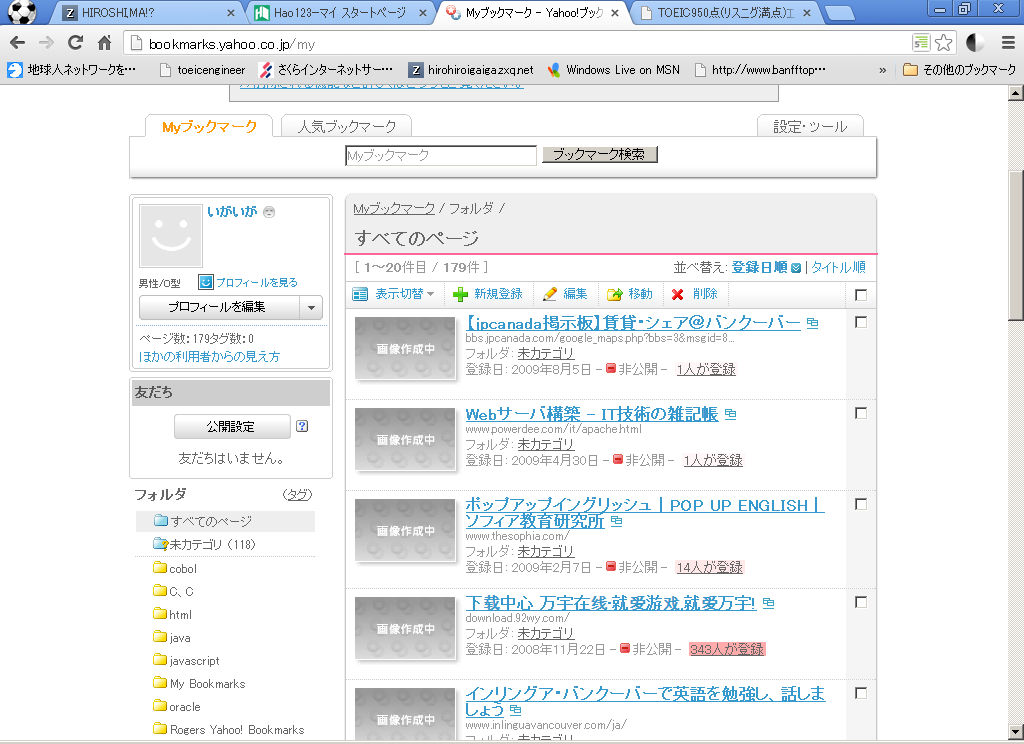 HIROSHIMA!?
Hao123-マイ スタートページ
Myブックマーク - Yahoo!ブック
TOEIC950点(リスニグ満点)工
bookmarks.yahoo.co.jp/my
地球人ネットワークを…
toeicengineer
さくらインターネットサー…
hirohiroigaigazxq.net
Windows Live on MSN
http://www.banfftop…
»
その他のブックマーク
Myブックマーク
人気ブックマーク
設定・ツール
Myブックマーク
ブックマーク検索
いがいが
男性/O型
プロフィールを見る
プロフィールを編集
ページ数:179タグ数:0
ほかの利用者からの見え方
友だち
公開設定
友だちはいません。
フォルダ
(タグ)
すべてのページ
未カテゴリ (118)
cobol
C、C
html
java
javascript
My Bookmarks
oracle
Rogers Yahoo! Bookmarks
Myブックマーク / フォルダ /
すべてのページ
[ 1～20件目 / 179件 ]
並べ替え: 登録日順 | タイトル順
表示切替
新規登録
編集
移動
削除
画像作成中
【jpcanada掲示板】賃貸・シェア@バンクーバー
bbs.jpcanada.com/google_maps.php?bbs=3&msgid=8...
フォルダ: 未カテゴリ
登録日: 2009年8月5日 - 非公開 - 1人が登録
画像作成中
Webサーバ構築 - IT技術の雑記帳
www.powerdee.com/it/apache.html
フォルダ: 未カテゴリ
登録日: 2009年4月30日 - 非公開 - 1人が登録
画像作成中
ポップアップイングリッシュ | POP UP ENGLISH |
ソフィア教育研究所
www.thesophia.com/
フォルダ: 未カテゴリ
登録日: 2009年2月7日 - 非公開 - 14人が登録
画像作成中
下载中心 万宇在线-就爱游戏,就爱万宇!
download.92wy.com/
フォルダ: 未カテゴリ
登録日: 2008年11月22日 - 非公開 - 343人が登録
画像作成中
インリングア・バンクーバーで英語を勉強し、話しま
しょう
www.inlinguavancouver.com/ja/